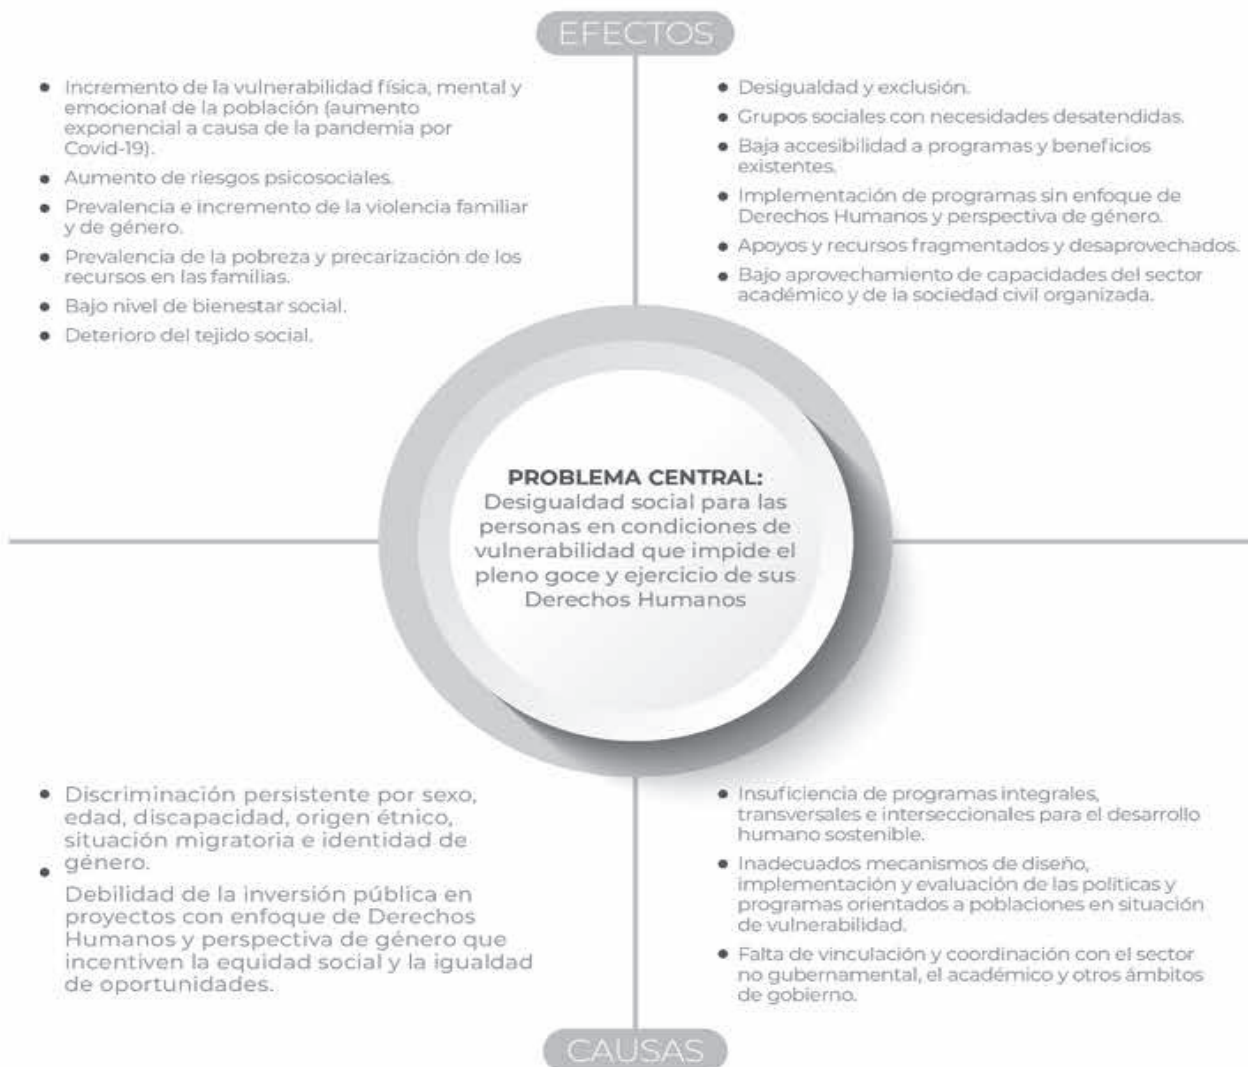 EFECTOS
• Incremento de la vulnerabilidad física, mental y
emocional de la población (aumento
exponencial a causa de la pandemia por
Covid-19).
• Aumento de riesgos psicosociales.
• Prevalencia e incremento de la violencia familiar
y de género.
• Prevalencia de la pobreza y precarización de los
recursos en las familias.
• Bajo nivel de bienestar social.
• Deterioro del tejido social.
• Desigualdad y exclusión.
• Grupos sociales con necesidades desatendidas.
• Baja accesibilidad a programas y beneficios
existentes.
• Implementación de programas sin enfoque de
Derechos Humanos y perspectiva de género.
• Apoyos y recursos fragmentados y desaprovechados.
• Bajo aprovechamiento de capacidades del sector
académico y de la sociedad civil organizada.
PROBLEMA CENTRAL:
Desigualdad social para las
personas en condiciones de
vulnerabilidad que impide el
pleno goce y ejercicio de sus
Derechos Humanos
• Discriminación persistente por sexo,
edad, discapacidad, origen étnico,
situación migratoria e identidad de
género.
• Debilidad de la inversión pública en
proyectos con enfoque de Derechos
Humanos y perspectiva de género que
incentiven la equidad social y la igualdad
de oportunidades.
• Insuficiencia de programas integrales,
transversales e interseccionales para el desarrollo
humano sostenible.
• Inadecuados mecanismos de diseño,
implementación y evaluación de las políticas y
programas orientados a poblaciones en situación
de vulnerabilidad.
• Falta de vinculación y coordinación con el sector
no gubernamental, el académico y otros ámbitos
de gobierno.
CAUSAS